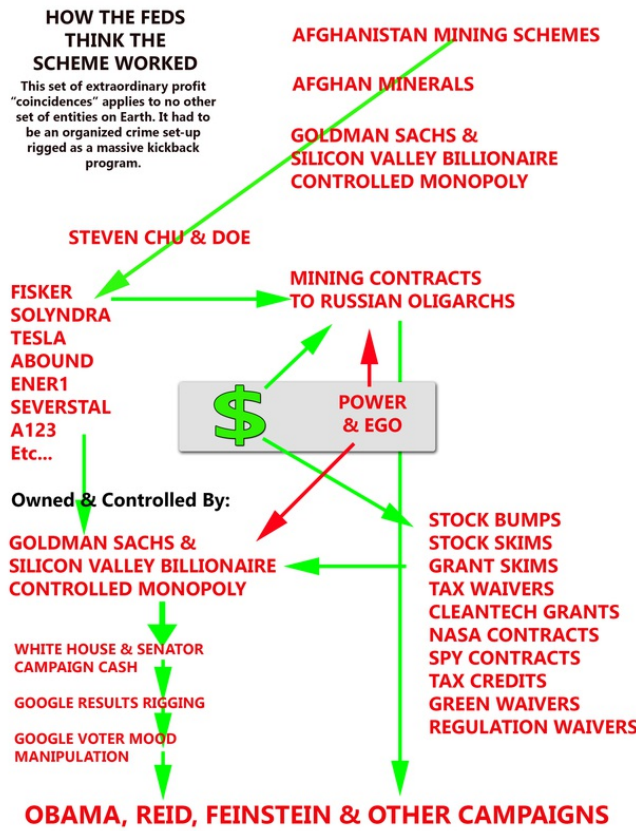 HOW THE FEDS
THINK THE
SCHEME WORKED
This set of extraordinary profit
"coincidences" applies to no other
set of entities on Earth. It had to
be an organized crime set-up
rigged as a massive kickback
program.
AFGHANISTAN MINING SCHEMES
AFGHAN MINERALS
GOLDMAN SACHS &
SILICON VALLEY BILLIONAIRE
CONTROLLED MONOPOLY
STEVEN CHU & DOE
FISKER
SOLYNDRA
TESLA
ABOUND
ENER1
SEVERSTAL
A123
Etc...
MINING CONTRACTS
TO RUSSIAN OLIGARCHS
$
POWER
& EGO
Owned & Controlled By:
GOLDMAN SACHS &
SILICON VALLEY BILLIONAIRE
CONTROLLED MONOPOLY
STOCK BUMPS
STOCK SKIMS
GRANT SKIMS
TAX WAIVERS
CLEANTECH GRANTS
NASA CONTRACTS
SPY CONTRACTS
TAX CREDITS
GREEN WAIVERS
REGULATION WAIVERS
WHITE HOUSE & SENATOR
CAMPAIGN CASH
GOOGLE RESULTS RIGGING
GOOGLE VOTER MOOD
MANIPULATION
OBAMA, REID, FEINSTEIN & OTHER CAMPAIGNS